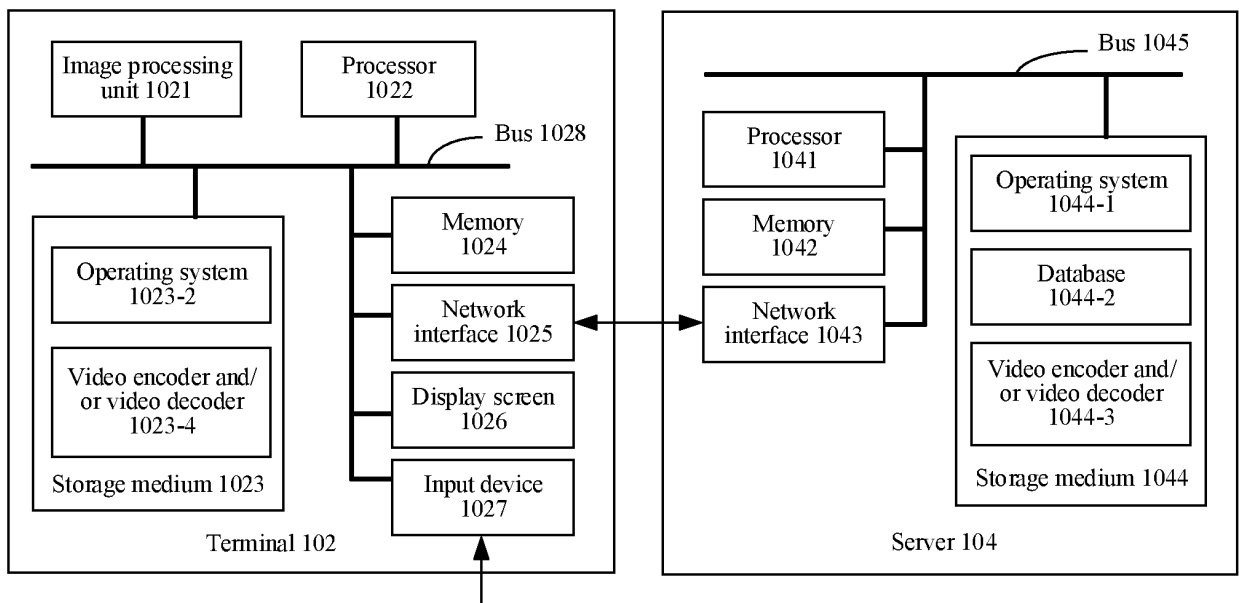 Image processing
unit 1021
Processor
1022
Bus 1028
Memory
1024
Operating system
1023-2
Network
interface 1025
Video encoder and/
or video decoder
1023-4
Display screen
1026
Storage medium 1023
Input device
1027
Terminal 102
Bus 1045
Processor
1041
Operating system
1044-1
Memory
1042
Database
1044-2
Network
interface 1043
Video encoder and/
or video decoder
1044-3
Storage medium 1044
Server 104